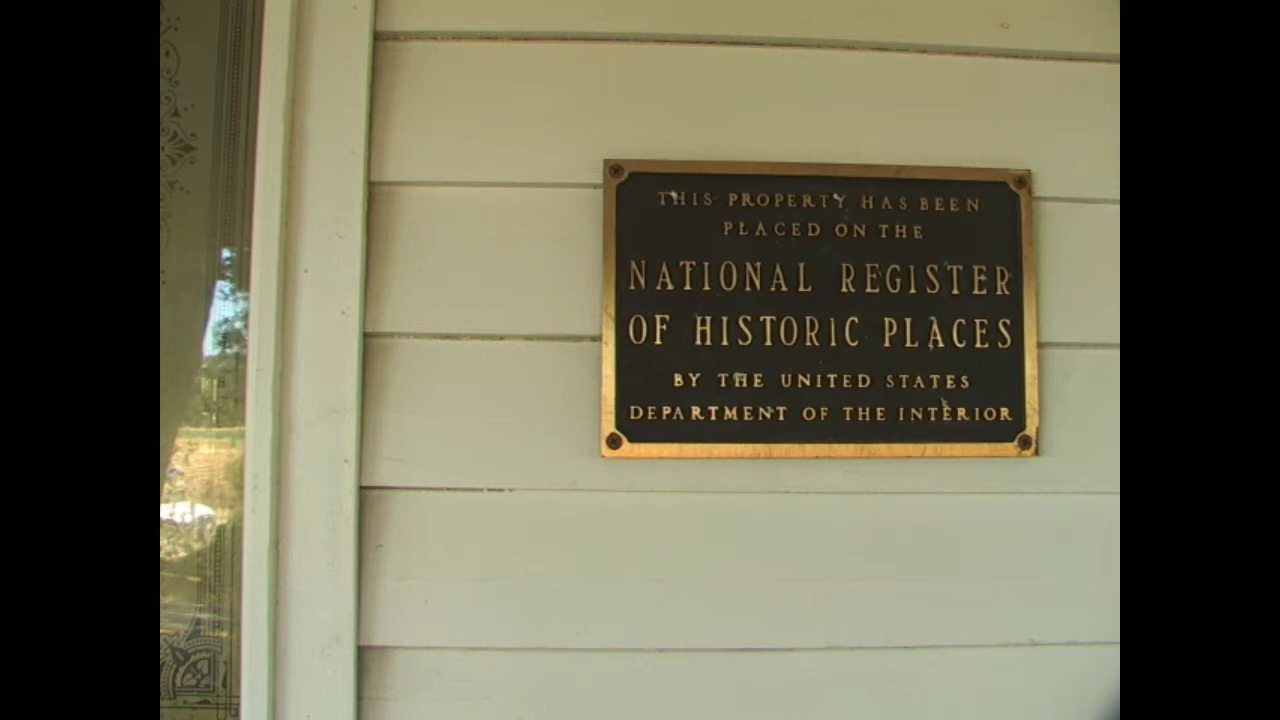 THIS PROPERTY HAS BEEN
PLACED ON THE
NATIONAL REGISTER
OF HISTORIC PLACES
BY THE UNITED STATES
DEPARTMENT OF THE INTERIOR